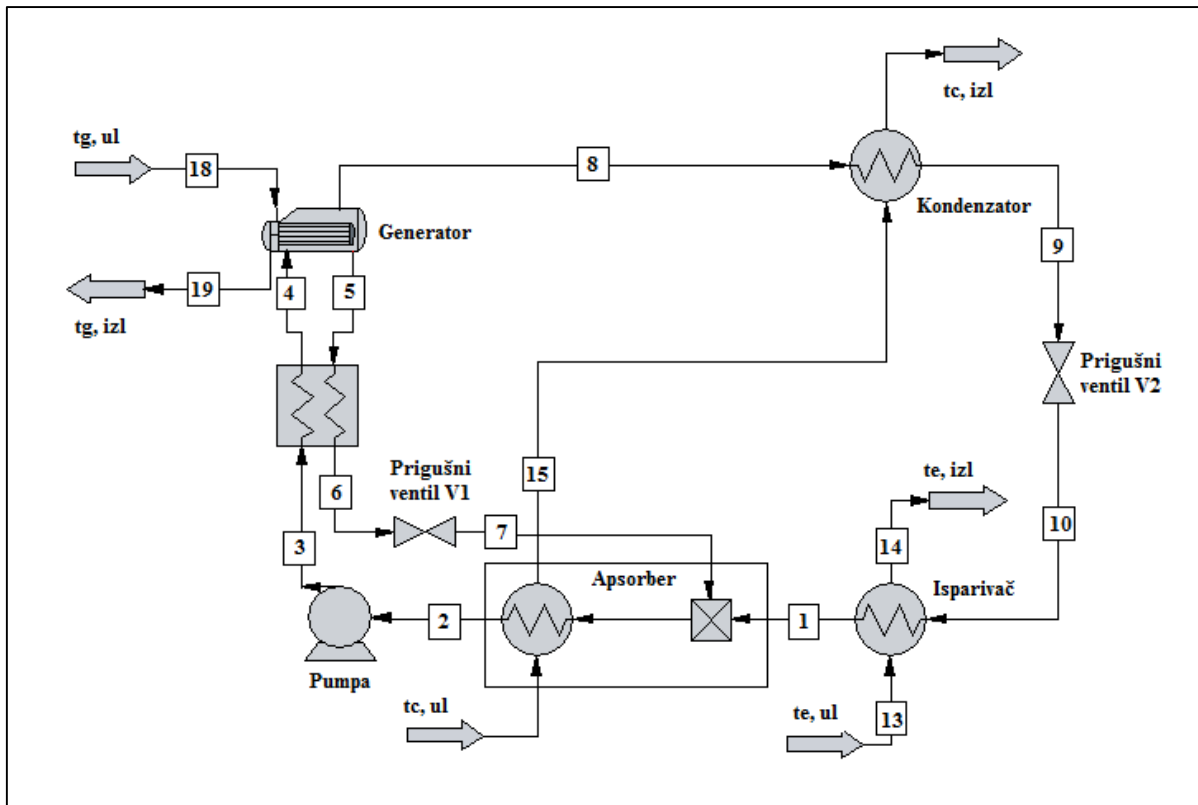 tc, izl
tg, ul
18
8
Generator
Kondenzator
9
19
4
5
tg, izl
Prigušni
ventil V2
15
Prigušni
ventil V1
6
te, izl
10
3
7
14
Apsorber
Isparivač
2
1
Pumpa
tc, ul
te, ul
13